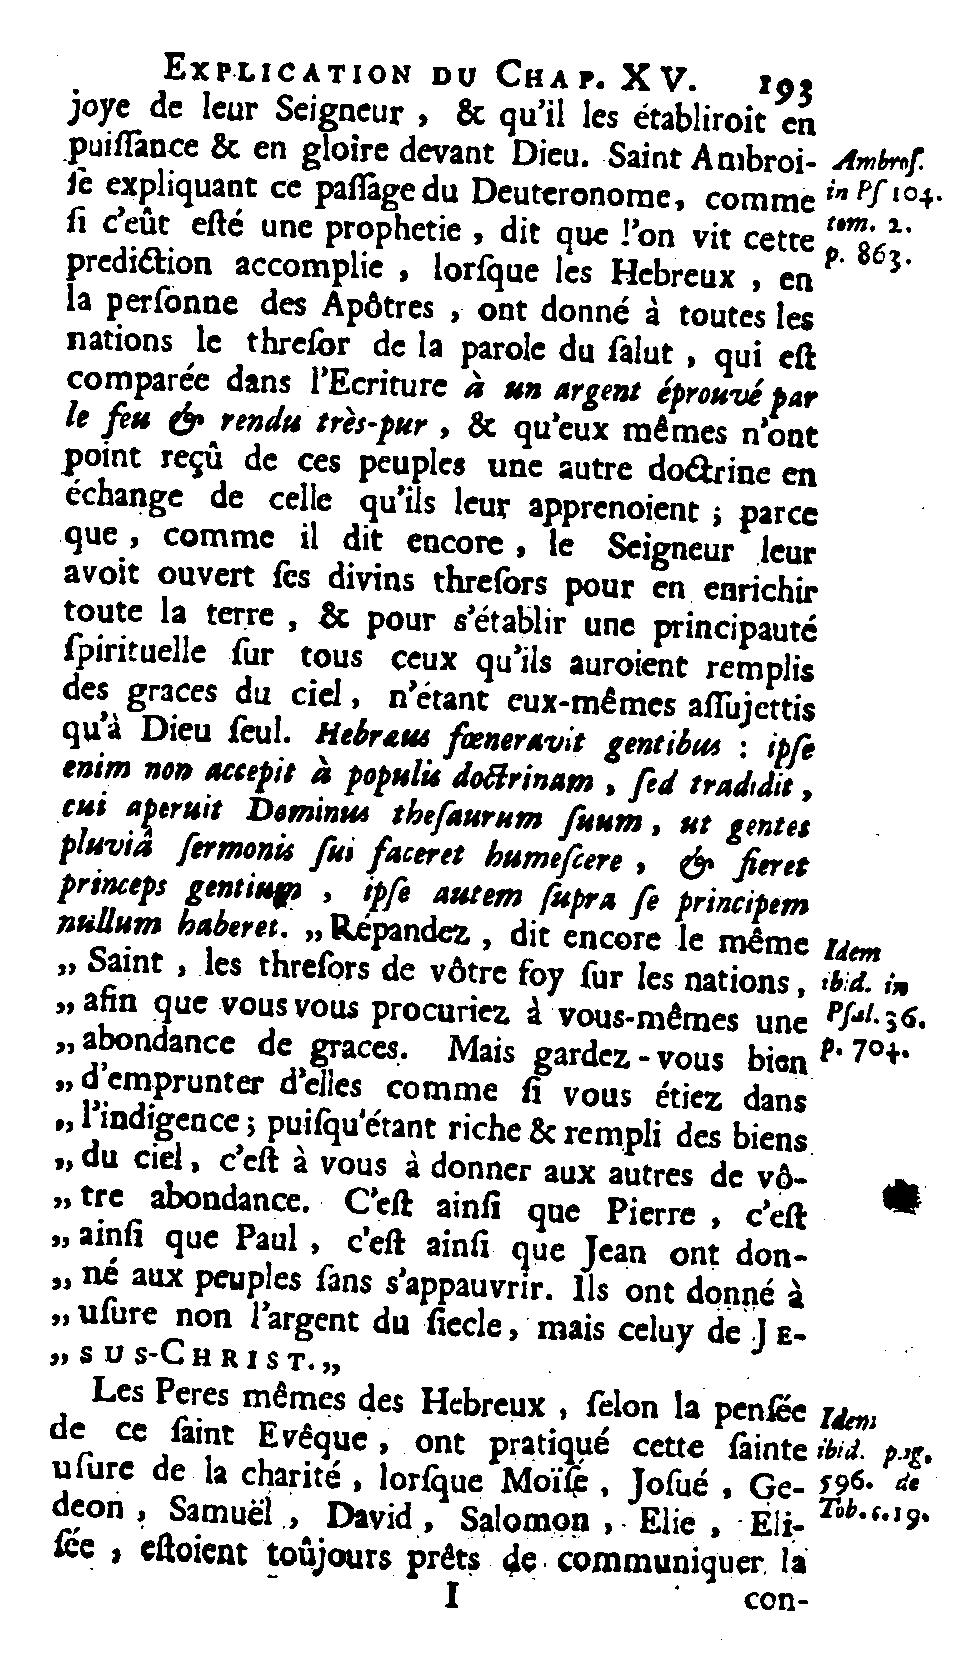 EXPLICATION DU CHAP. XV. 193
joye de leur Seigneur, & qu'il les établiroit en
puiſſance & en gloire devant Dieu. Saint Ambroi-
ſe expliquant ce paſſage du Deuteronome, comme
ſi c'eût eſté une prophetie, dit que l'on vit cette
prediction accomplie, lorſque les Hebreux, en
la perſonne des Apôtres, ont donné à toutes les
nations le threſor de la parole du ſalut, qui eſt
comparée dans l'Ecriture à un argent éprouvé par
le feu & rendu très-pur, & qu'eux mêmes n'ont
point reçû de ces peuples une autre doctrine en
échange de celle qu'ils leur apprenoient; parce
que, comme il dit encore, le Seigneur leur
avoit ouvert ſes divins threſors pour en enrichir
toute la terre, & pour s'établir une principauté
ſpirituelle ſur tous ceux qu'ils auroient remplis
des graces du ciel, n'étant eux-mêmes aſſujettis
qu'à Dieu ſeul. Hebræus fœneravit gentibus: ipſe
enim non accepit à populis doctrinam, ſed tradidit,
cui aperuit Dominus theſaurum ſuum, ut gentes
pluviâ ſermonis ſui faceret humeſcere, & fieret
princeps gentium, ipſe autem ſupra ſe principem
nullum haberet. „Répandez, dit encore le même
„ Saint, les threſors de vôtre foy ſur les nations,
„ afin que vous vous procuriez à vous-mêmes une
„ abondance de graces. Mais gardez-vous bien
„ d'emprunter d'elles comme ſi vous étiez dans
„ l'indigence; puiſqu'étant riche & rempli des biens
„ du ciel, c'eſt à vous à donner aux autres de vô-
„ tre abondance. C'eſt ainſi que Pierre, c'eſt
„ ainſi que Paul, c'eſt ainſi que Jean ont don-
„ né aux peuples ſans s'appauvrir. Ils ont donné à
„ uſure non l'argent du ſiecle, mais celuy de JE-
„ SUS-CHRIST.„
Les Peres mêmes des Hebreux, ſelon la penſée
de ce ſaint Evêque, ont pratiqué cette ſainte
uſure de la charité, lorſque Moïſe, Joſué, Ge-
deon, Samuël, David, Salomon, Elie, Eli-
ſée, eſtoient toûjours prêts de communiquer la
I con-
Ambroſ.
in Pſ 104.
tom. 2.
p. 863.
Idem
ibid. in
Pſal. 36.
p. 704.
Idem
ibid. pag.
596. de
Tob. c. 19.